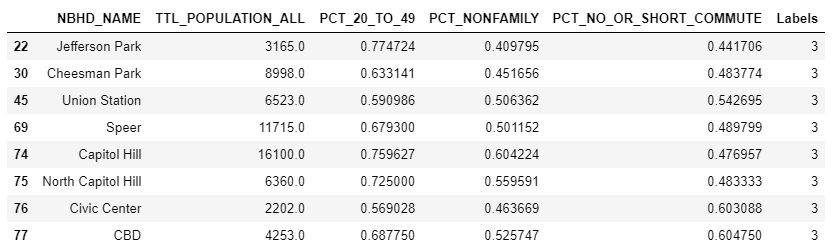 NBHD_NAME TTL_POPULATION_ALL PCT_20_TO_49 PCT_NONFAMILY PCT_NO_OR_SHORT_COMMUTE Labels
22 Jefferson Park 3165.0 0.774724 0.409795 0.441706 3
30 Cheesman Park 8998.0 0.633141 0.451656 0.483774 3
45 Union Station 6523.0 0.590986 0.506362 0.542695 3
69 Speer 11715.0 0.679300 0.501152 0.489799 3
74 Capitol Hill 16100.0 0.759627 0.604224 0.476957 3
75 North Capitol Hill 6360.0 0.725000 0.559591 0.483333 3
76 Civic Center 2202.0 0.569028 0.463669 0.603088 3
77 CBD 4253.0 0.687750 0.525747 0.604750 3